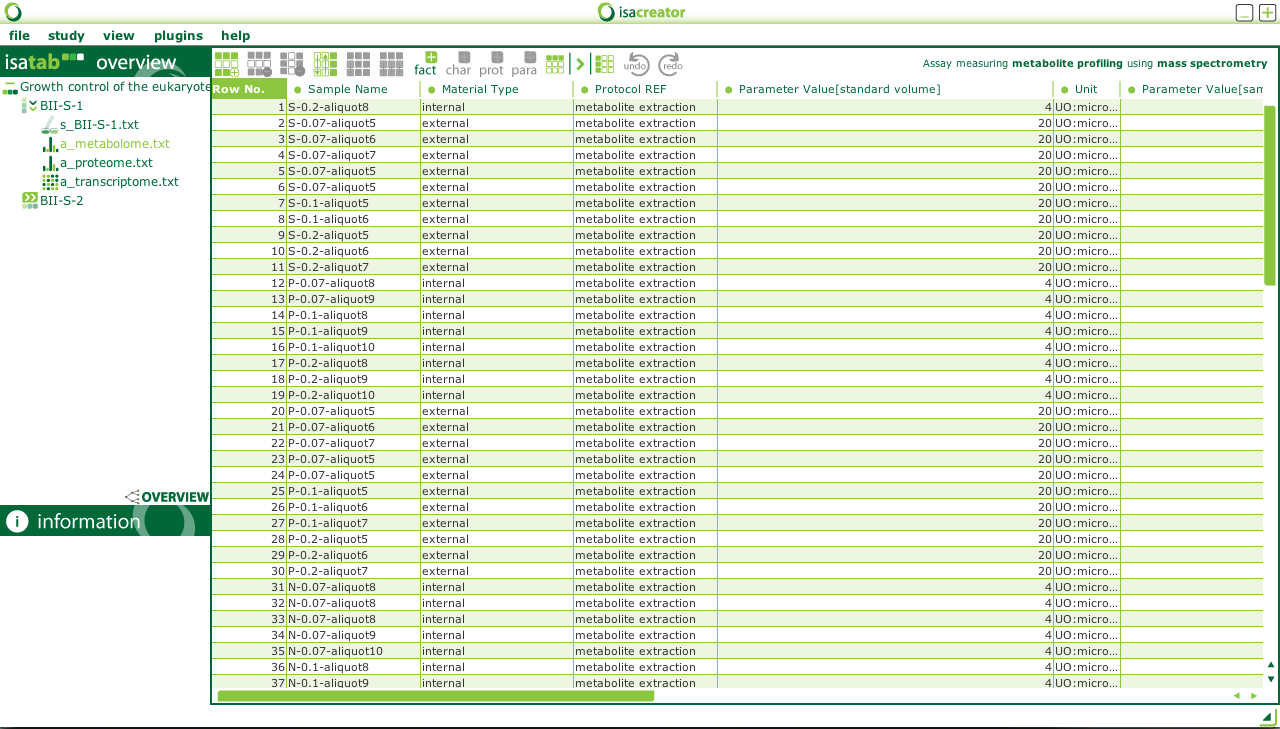 isacreator
file study view plugins help
isatab overview
fact char prot para undo redo
Assay measuring metabolite profiling using mass spectrometry
Growth control of the eukaryote
BII-S-1
s_BII-S-1.txt
a_metabolome.txt
a_proteome.txt
a_transcriptome.txt
BII-S-2
OVERVIEW
i information
Row No. Sample Name Material Type Protocol REF Parameter Value[standard volume] Unit Parameter Value[sam
1 S-0.2-aliquot8 internal metabolite extraction 4 UO:micro...
2 S-0.07-aliquot5 external metabolite extraction 20 UO:micro...
3 S-0.07-aliquot6 external metabolite extraction 20 UO:micro...
4 S-0.07-aliquot7 external metabolite extraction 20 UO:micro...
5 S-0.07-aliquot5 external metabolite extraction 20 UO:micro...
6 S-0.07-aliquot5 external metabolite extraction 20 UO:micro...
7 S-0.1-aliquot5 external metabolite extraction 20 UO:micro...
8 S-0.1-aliquot6 external metabolite extraction 20 UO:micro...
9 S-0.2-aliquot5 external metabolite extraction 20 UO:micro...
10 S-0.2-aliquot6 external metabolite extraction 20 UO:micro...
11 S-0.2-aliquot7 external metabolite extraction 20 UO:micro...
12 P-0.07-aliquot8 internal metabolite extraction 4 UO:micro...
13 P-0.07-aliquot9 internal metabolite extraction 4 UO:micro...
14 P-0.1-aliquot8 internal metabolite extraction 4 UO:micro...
15 P-0.1-aliquot9 internal metabolite extraction 4 UO:micro...
16 P-0.1-aliquot10 internal metabolite extraction 4 UO:micro...
17 P-0.2-aliquot8 internal metabolite extraction 4 UO:micro...
18 P-0.2-aliquot9 internal metabolite extraction 4 UO:micro...
19 P-0.2-aliquot10 internal metabolite extraction 4 UO:micro...
20 P-0.07-aliquot5 external metabolite extraction 20 UO:micro...
21 P-0.07-aliquot6 external metabolite extraction 20 UO:micro...
22 P-0.07-aliquot7 external metabolite extraction 20 UO:micro...
23 P-0.07-aliquot5 external metabolite extraction 20 UO:micro...
24 P-0.07-aliquot5 external metabolite extraction 20 UO:micro...
25 P-0.1-aliquot5 external metabolite extraction 20 UO:micro...
26 P-0.1-aliquot6 external metabolite extraction 20 UO:micro...
27 P-0.1-aliquot7 external metabolite extraction 20 UO:micro...
28 P-0.2-aliquot5 external metabolite extraction 20 UO:micro...
29 P-0.2-aliquot6 external metabolite extraction 20 UO:micro...
30 P-0.2-aliquot7 external metabolite extraction 20 UO:micro...
31 N-0.07-aliquot8 internal metabolite extraction 4 UO:micro...
32 N-0.07-aliquot8 internal metabolite extraction 4 UO:micro...
33 N-0.07-aliquot8 internal metabolite extraction 4 UO:micro...
34 N-0.07-aliquot9 internal metabolite extraction 4 UO:micro...
35 N-0.07-aliquot10 internal metabolite extraction 4 UO:micro...
36 N-0.1-aliquot8 internal metabolite extraction 4 UO:micro...
37 N-0.1-aliquot9 internal metabolite extraction 4 UO:micro...